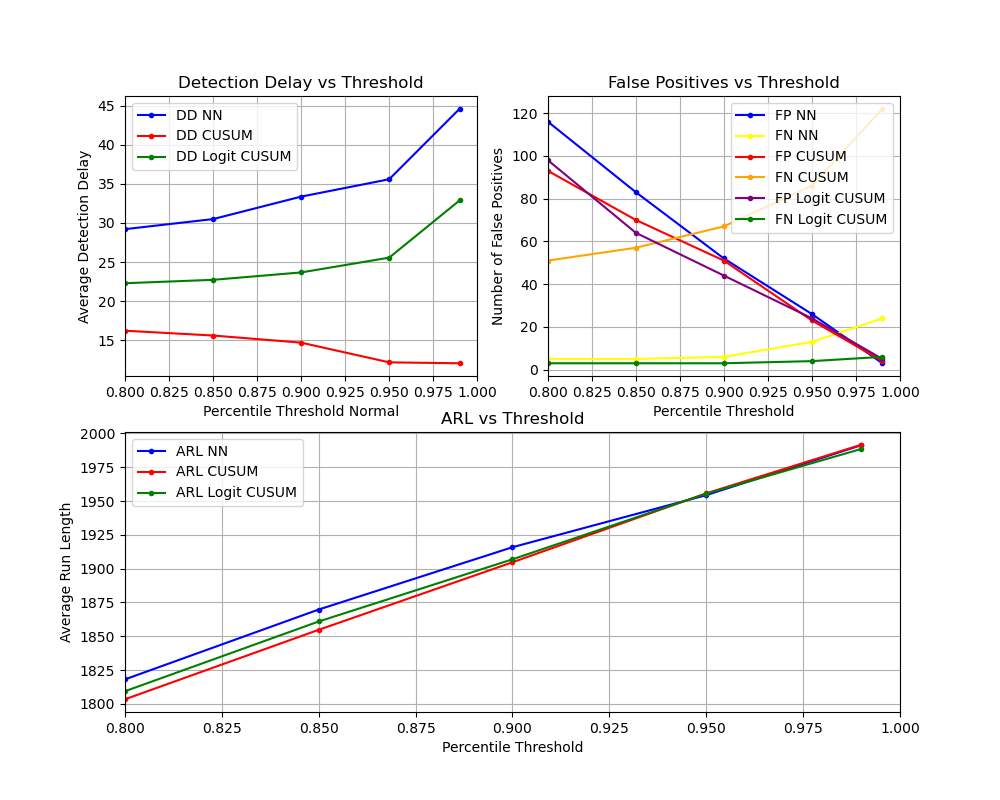 Detection Delay vs Threshold
45
40
35
30
25
20
15
Average Detection Delay
DD NN
DD CUSUM
DD Logit CUSUM
0.800 0.825 0.850 0.875 0.900 0.925 0.950 0.975 1.000
Percentile Threshold Normal
False Positives vs Threshold
120
100
80
60
40
20
0
Number of False Positives
FP NN
FN NN
FP CUSUM
FN CUSUM
FP Logit CUSUM
FN Logit CUSUM
0.800 0.825 0.850 0.875 0.900 0.925 0.950 0.975 1.000
Percentile Threshold
ARL vs Threshold
2000
1975
1950
1925
1900
1875
1850
1825
1800
Average Run Length
ARL NN
ARL CUSUM
ARL Logit CUSUM
0.800 0.825 0.850 0.875 0.900 0.925 0.950 0.975 1.000
Percentile Threshold